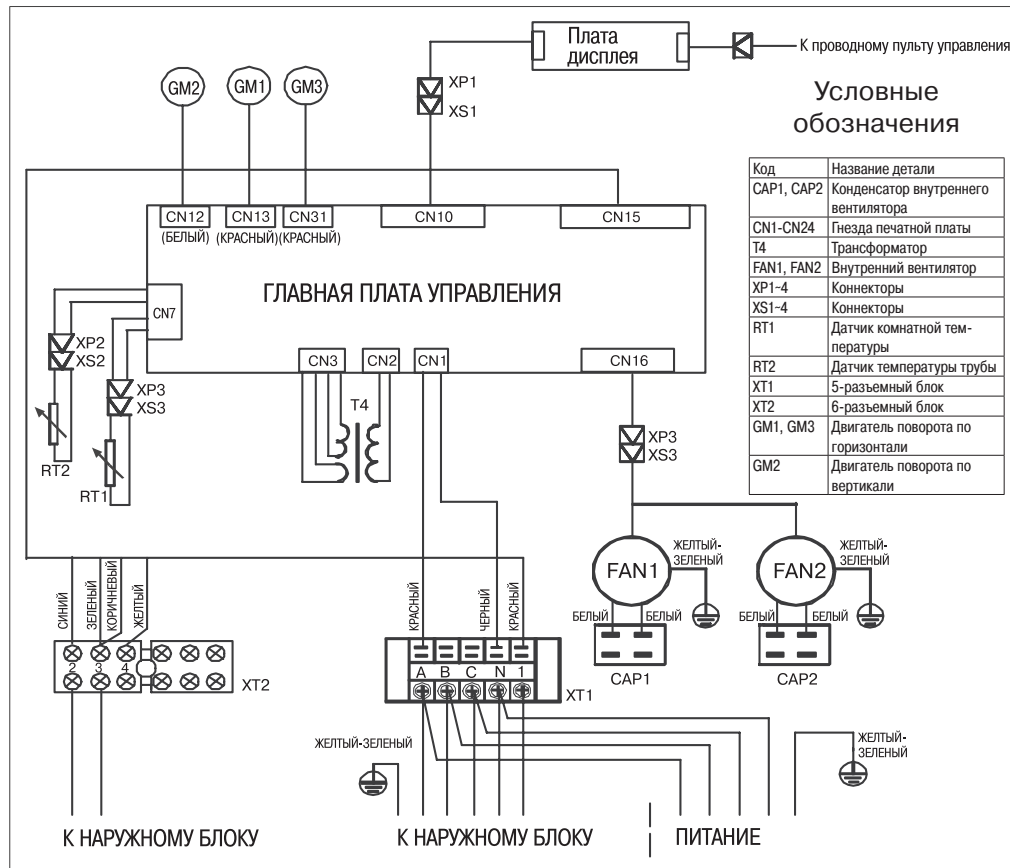 Плата
дисплея
К проводному пульту управления
XP1
XS1
GM2
GM1
GM3
Условные
обозначения
Код Название детали
CAP1, CAP2 Конденсатор внутреннего
вентилятора
CN1-CN24 Гнезда печатной платы
T4 Трансформатор
FAN1, FAN2 Внутренний вентилятор
XP1~4 Коннекторы
XS1~4 Коннекторы
RT1 Датчик комнатной тем-
пературы
RT2 Датчик температуры трубы
XT1 5-разъемный блок
XT2 6-разъемный блок
GM1, GM3 Двигатель поворота по
горизонтали
GM2 Двигатель поворота по
вертикали
CN12
CN13
CN31
CN10
CN15
(БЕЛЫЙ)
(КРАСНЫЙ)
(КРАСНЫЙ)
ГЛАВНАЯ ПЛАТА УПРАВЛЕНИЯ
CN7
XP2
XS2
XP3
XS3
RT2
RT1
CN3
CN2
CN1
CN16
T4
XP3
XS3
FAN1
ЖЕЛТЫЙ-
ЗЕЛЕНЫЙ
FAN2
ЖЕЛТЫЙ-
ЗЕЛЕНЫЙ
БЕЛЫЙ
БЕЛЫЙ
БЕЛЫЙ
БЕЛЫЙ
CAP1
CAP2
СИНИЙ
ЗЕЛЕНЫЙ
КОРИЧНЕВЫЙ
ЖЕЛТЫЙ
КРАСНЫЙ
ЧЕРНЫЙ
КРАСНЫЙ
2 3 4
XT2
A B C N 1
XT1
ЖЕЛТЫЙ-ЗЕЛЕНЫЙ
ЖЕЛТЫЙ-
ЗЕЛЕНЫЙ
К НАРУЖНОМУ БЛОКУ
К НАРУЖНОМУ БЛОКУ
ПИТАНИЕ